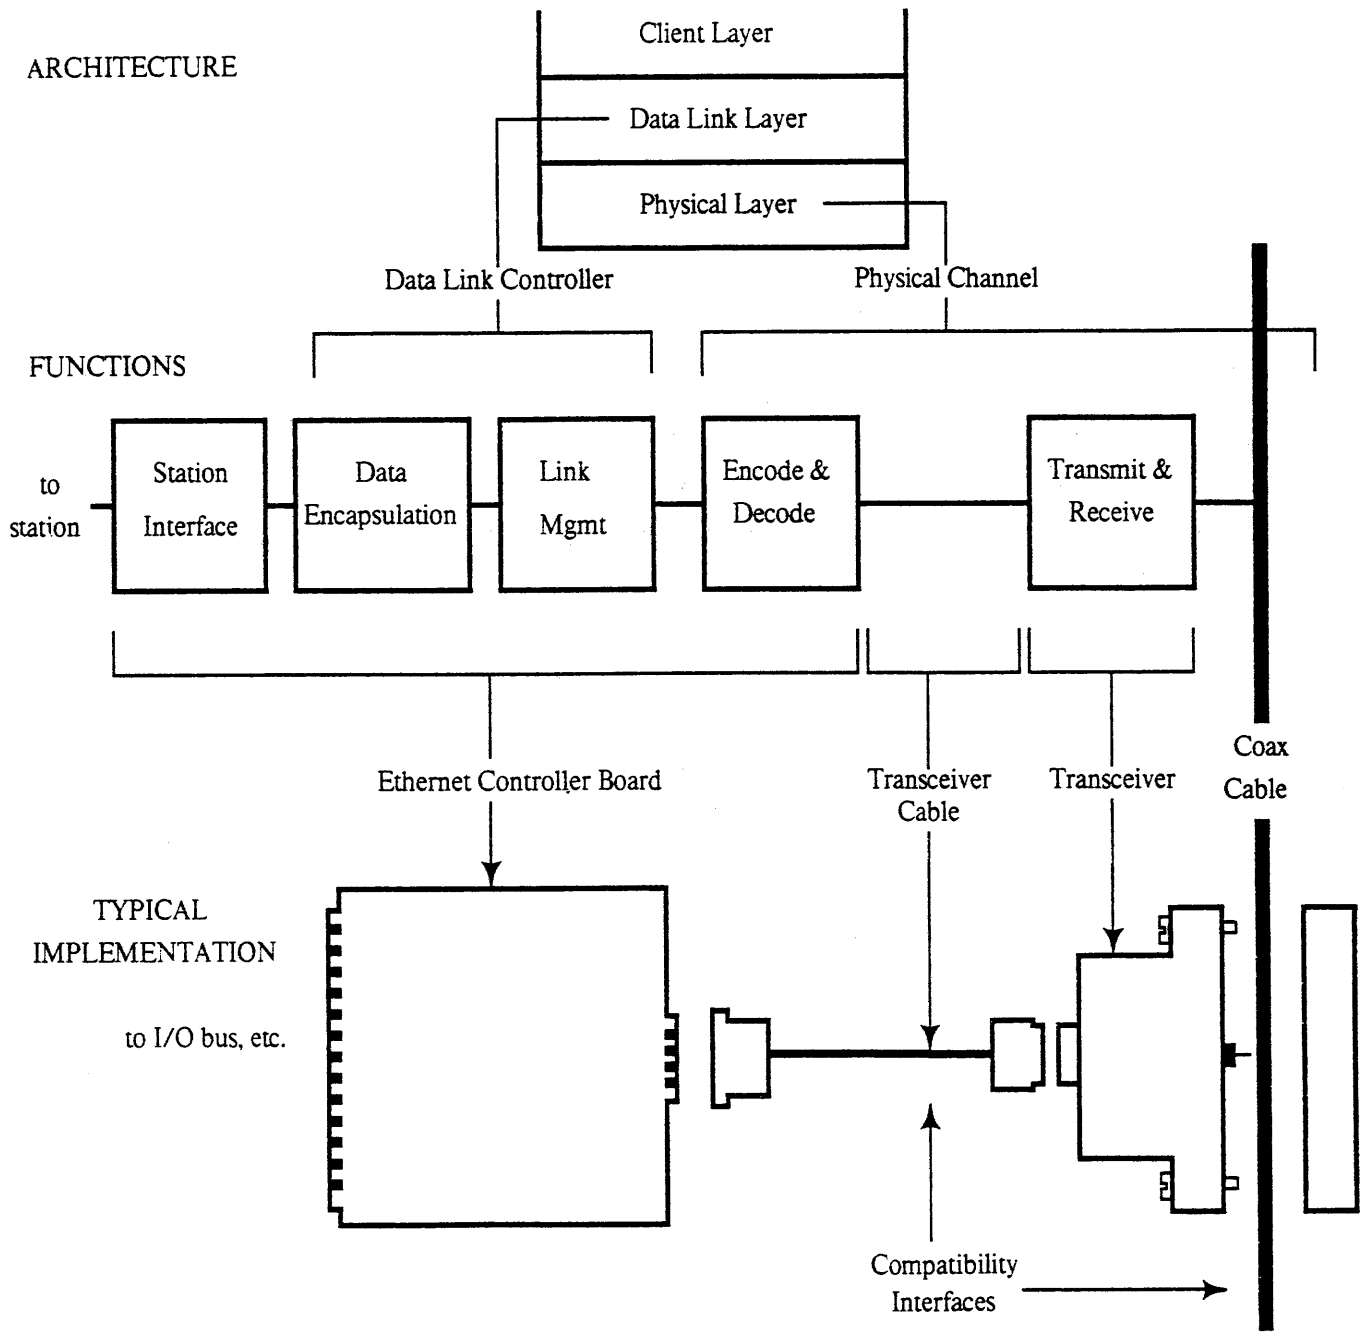 Client Layer
ARCHITECTURE
Data Link Layer
Physical Layer
Data Link Controller
Physical Channel
FUNCTIONS
to
station
Station
Interface
Data
Encapsulation
Link
Mgmt
Encode &
Decode
Transmit &
Receive
Coax
Cable
Ethernet Controller Board
Transceiver
Cable
Transceiver
TYPICAL
IMPLEMENTATION
to I/O bus, etc.
Compatibility
Interfaces